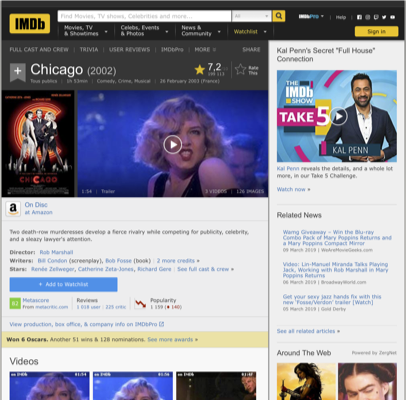 IMDb
Find Movies, TV shows, Celebrities and more...
All
IMDbPro
Help
Movies, TV & Showtimes
Celebs, Events & Photos
News & Community
Watchlist
Sign in
FULL CAST AND CREW | TRIVIA | USER REVIEWS | IMDbPro | MORE
SHARE
Chicago (2002)
7,2
Rate This
Tous publics | 1h 53min | Comedy, Crime, Musical | 26 February 2003 (France)
CHICAGO
1:54 | Trailer
3 VIDEOS | 126 IMAGES
On Disc
at Amazon
Two death-row murderesses develop a fierce rivalry while competing for publicity, celebrity,
and a sleazy lawyer's attention.
Director: Rob Marshall
Writers: Bill Condon (screenplay), Bob Fosse (book) | 2 more credits »
Stars: Renée Zellweger, Catherine Zeta-Jones, Richard Gere | See full cast & crew »
+ Add to Watchlist
Metascore
From metacritic.com
Reviews
1 018 user | 225 critic
Popularity
1 159
View production, box office, & company info on IMDbPro
Won 6 Oscars. Another 51 wins & 128 nominations. See more awards »
Videos
Kal Penn's Secret "Full House"
Connection
THE IMDb SHOW
TAKE 5
KAL PENN
Kal Penn reveals the details, and a whole lot
more, in our Take 5 Challenge.
Watch now »
Related News
Wamg Giveaway – Win the Blu-ray
Combo Pack of Mary Poppins Returns and
a Mary Poppins Compact Mirror
09 March 2019 | WeAreMovieGeeks.com
Video: Lin-Manuel Miranda Talks Playing
Jack, Working with Rob Marshall in Mary
Poppins Returns
06 March 2019 | BroadwayWorld.com
Get your sexy jazz hands fix with this
new 'Fosse/Verdon' trailer [Watch]
05 March 2019 | Gold Derby
See all related articles »
Around The Web
Powered by ZergNet